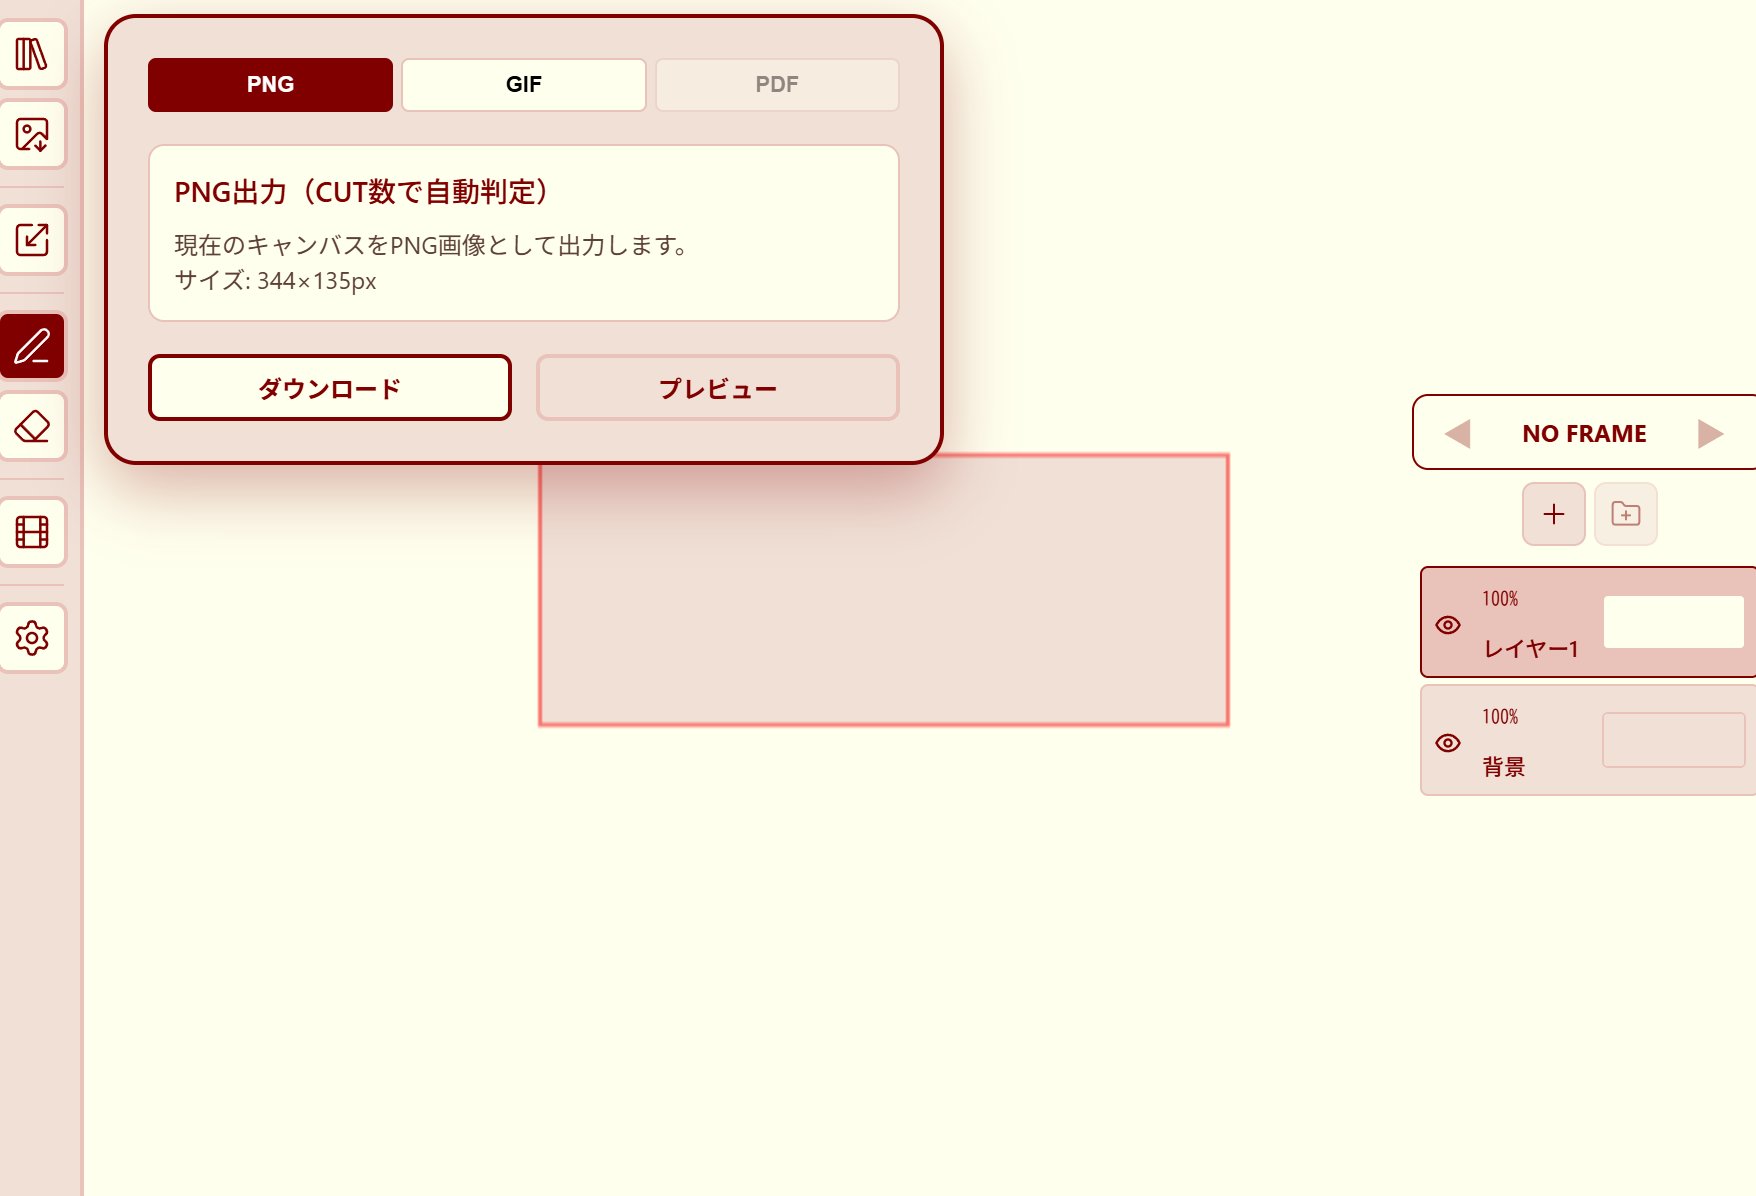 PNG
GIF
PDF
PNG出力（CUT数で自動判定）
現在のキャンバスをPNG画像として出力します。
サイズ: 344×135px
ダウンロード
プレビュー
NO FRAME
100%
レイヤー1
100%
背景